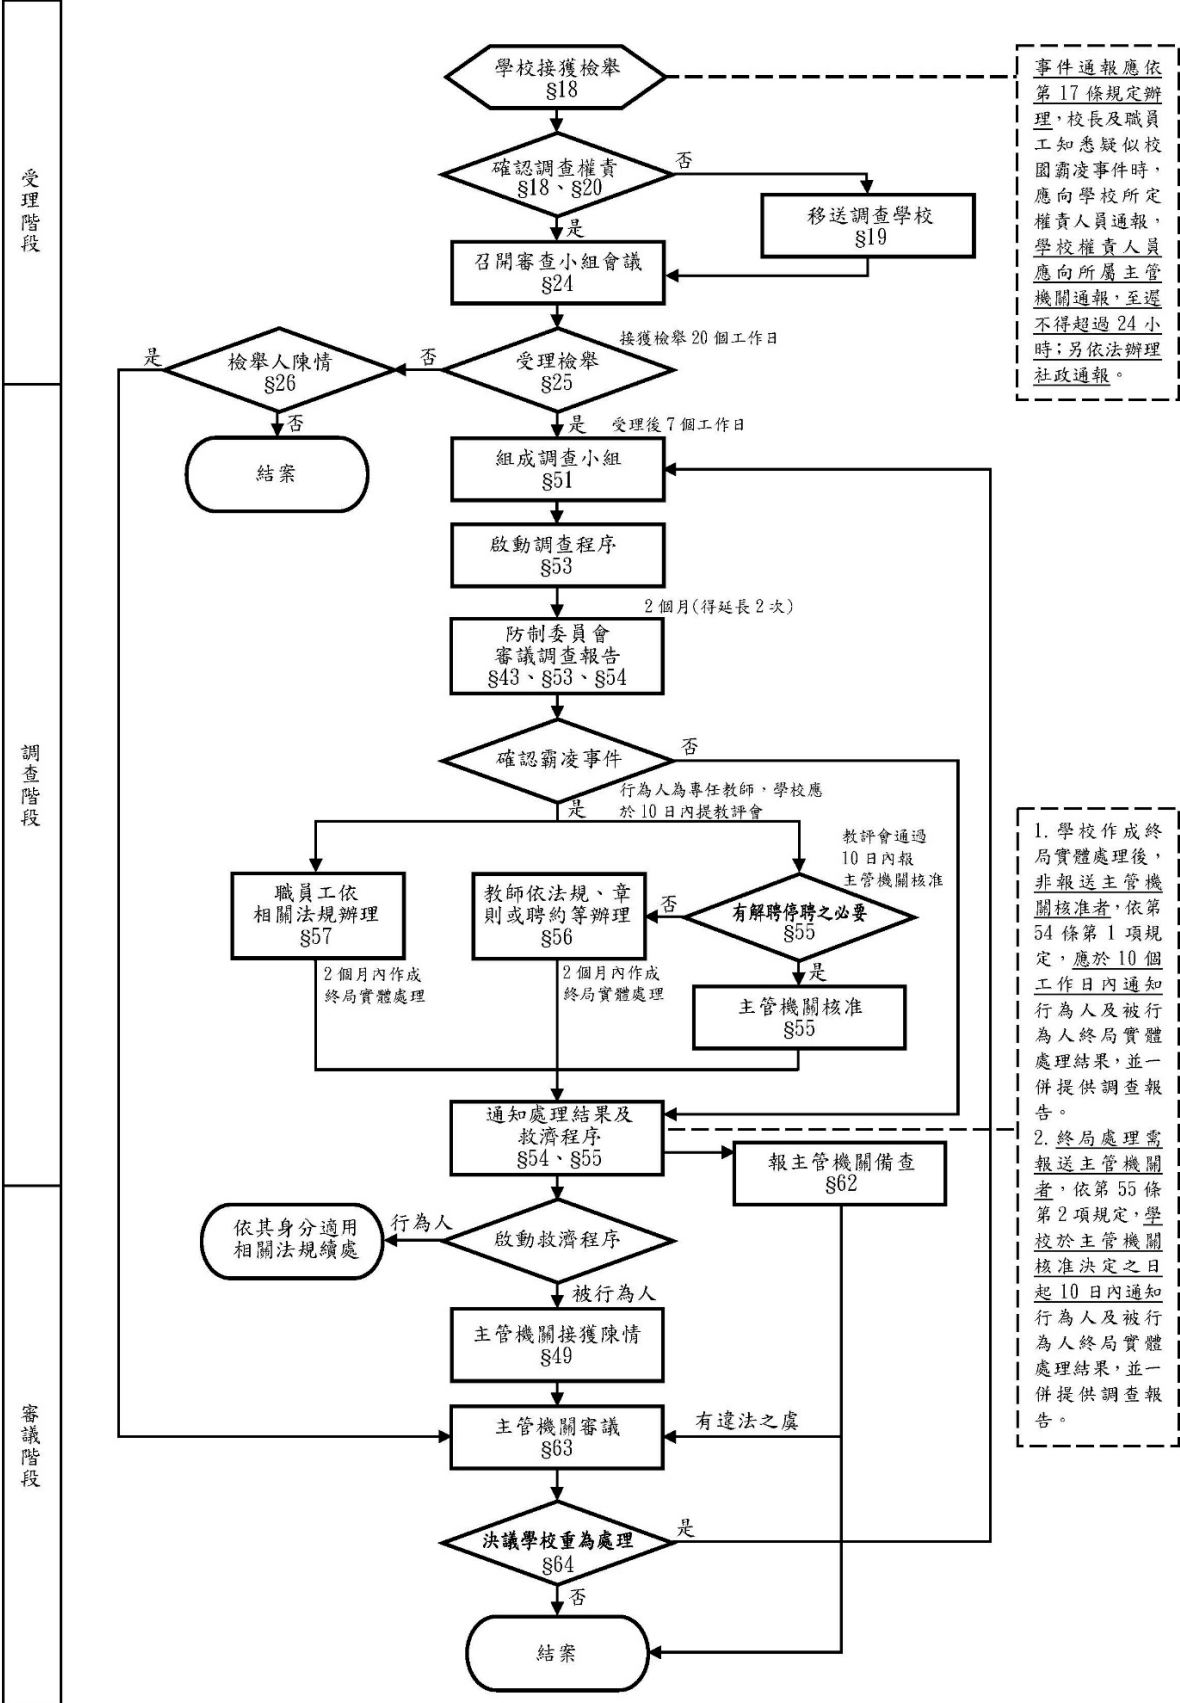 受理階段
學校接獲檢舉
§18
事件通報應依
第 17 條規定辦
理，校長及職員
工知悉疑似校
園霸凌事件時，
應向學校所定
權責人員通報，
學校權責人員
應向所屬主管
機關通報，至遲
不得超過 24 小
時；另依法辦理
社政通報。
確認調查權責
§18、§20
否
移送調查學校
§19
是
召開審查小組會議
§24
接獲檢舉 20 個工作日
受理檢舉
§25
否
檢舉人陳情
§26
是
否
結案
是
受理後 7 個工作日
調查階段
組成調查小組
§51
啟動調查程序
§53
2 個月(得延長 2 次)
防制委員會
審議調查報告
§43、§53、§54
確認霸凌事件
否
是
行為人為專任教師，學校應
於 10 日內提教評會
教評會通過
10 日內報
主管機關核准
職員工依
相關法規辦理
§57
教師依法規、章
則或聘約等辦理
§56
否
有解聘停聘之必要
§55
是
2 個月內作成
終局實體處理
2 個月內作成
終局實體處理
主管機關核准
§55
通知處理結果及
救濟程序
§54、§55
1. 學校作成終
局實體處理後，
非報送主管機
關核准者，依第
54 條第 1 項規
定，應於 10 個
工作日內通知
行為人及被行
為人終局實體
處理結果，並一
併提供調查報
告。
2. 終局處理需
報送主管機關
者，依第 55 條
第 2 項規定，學
校於主管機關
核准決定之日
起 10 日內通知
行為人及被行
為人終局實體
處理結果，並一
併提供調查報
告。
報主管機關備查
§62
審議階段
啟動救濟程序
行為人
依其身分適用
相關法規續處
被行為人
主管機關接獲陳情
§49
主管機關審議
§63
有違法之虞
決議學校重為處理
§64
是
否
結案